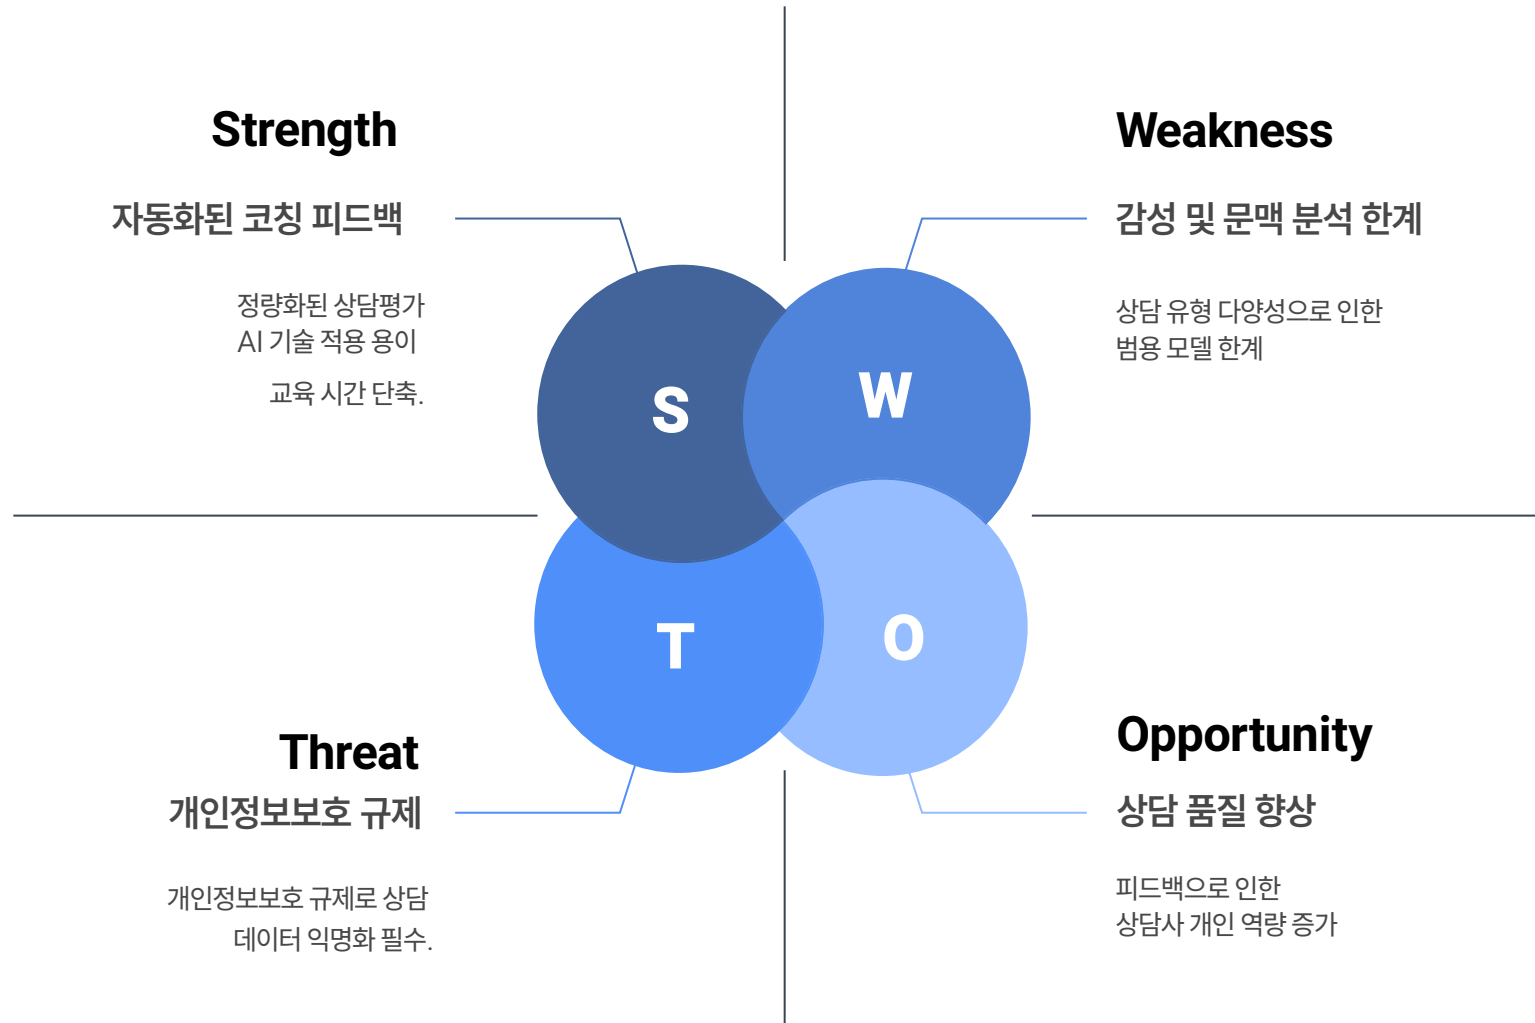 Strength
자동화된 코칭 피드백
정량화된 상담평가
AI 기술 적용 용이
교육 시간 단축.
Weakness
감성 및 문맥 분석 한계
상담 유형 다양성으로 인한
범용 모델 한계
S
W
T
O
Threat
개인정보보호 규제
개인정보보호 규제로 상담
데이터 익명화 필수.
Opportunity
상담 품질 향상
피드백으로 인한
상담사 개인 역량 증가